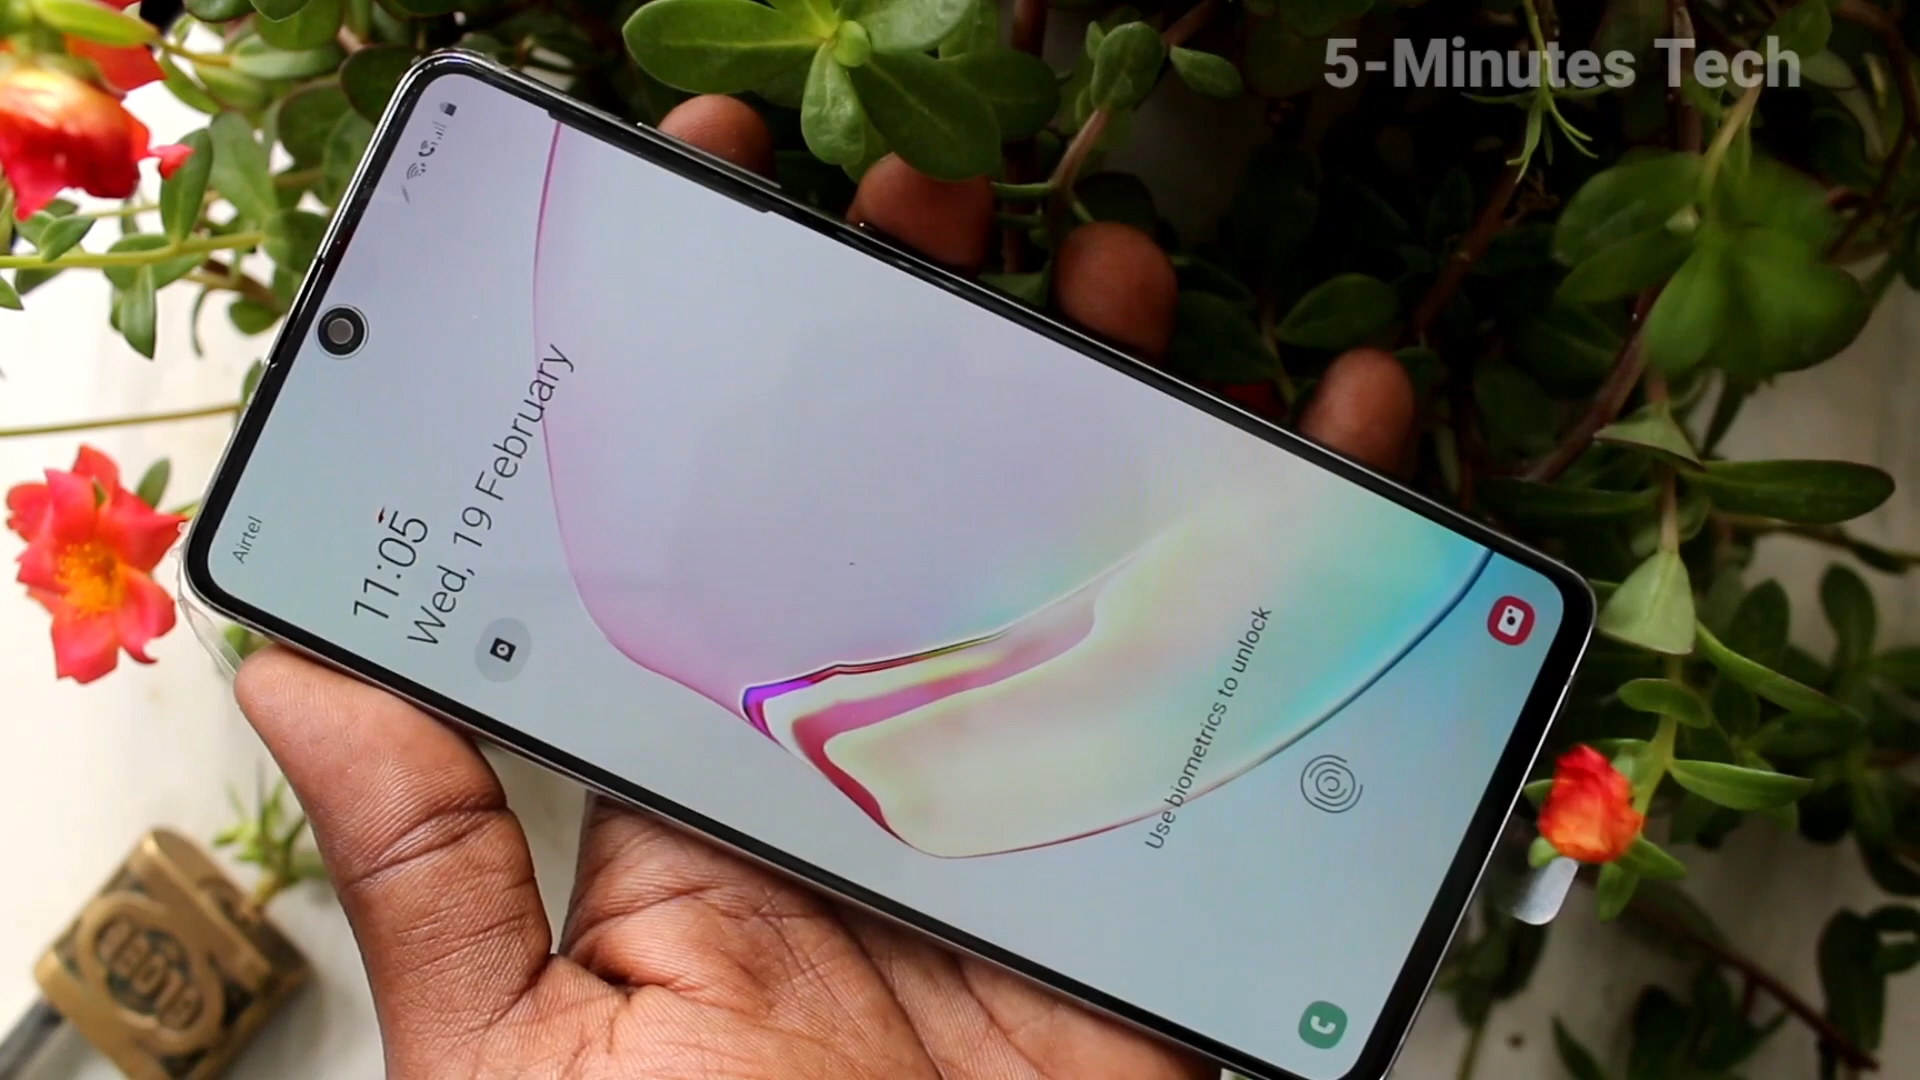 5-Minutes Tech
Airtel
11:05
Wed, 19 February
Use biometrics to unlock